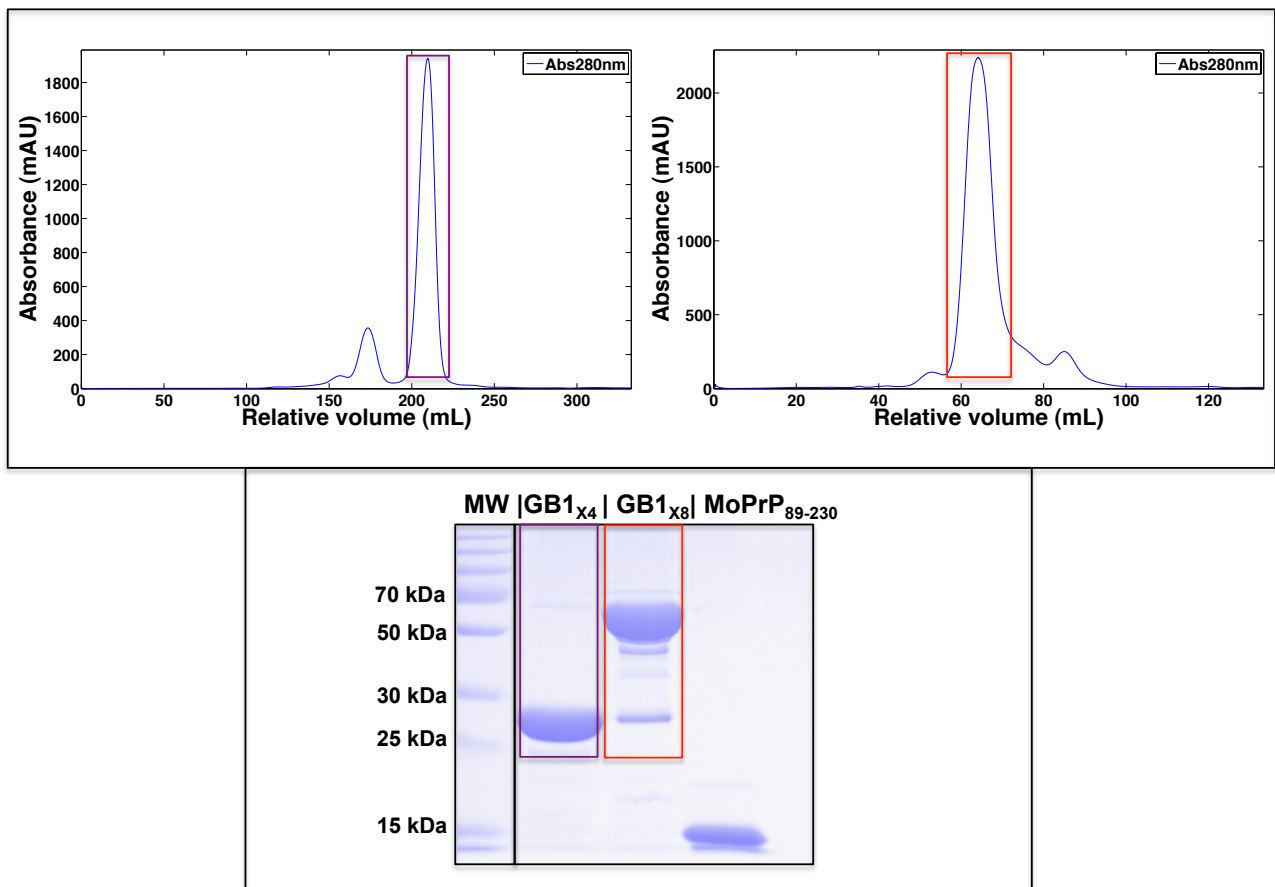 Abs280nm
Absorbance (mAU)
1800
1600
1400
1200
1000
800
600
400
200
0
0 50 100 150 200 250 300
Relative volume (mL)
Abs280nm
Absorbance (mAU)
2000
1500
1000
500
0
0 20 40 60 80 100 120
Relative volume (mL)
MW |GB1X4 | GB1X8| MoPrP89-230
70 kDa
50 kDa
30 kDa
25 kDa
15 kDa